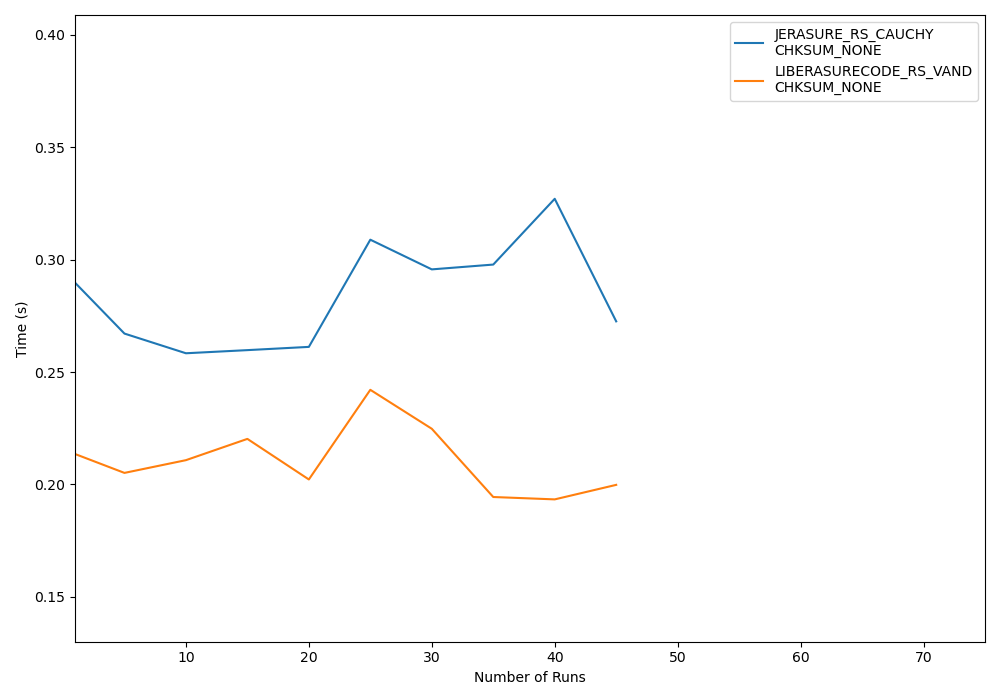 JERASURE_RS_CAUCHY
CHKSUM_NONE
LIBERASURECODE_RS_VAND
CHKSUM_NONE
0.40
0.35
0.30
0.25
0.20
0.15
Time (s)
10 20 30 40 50 60 70
Number of Runs